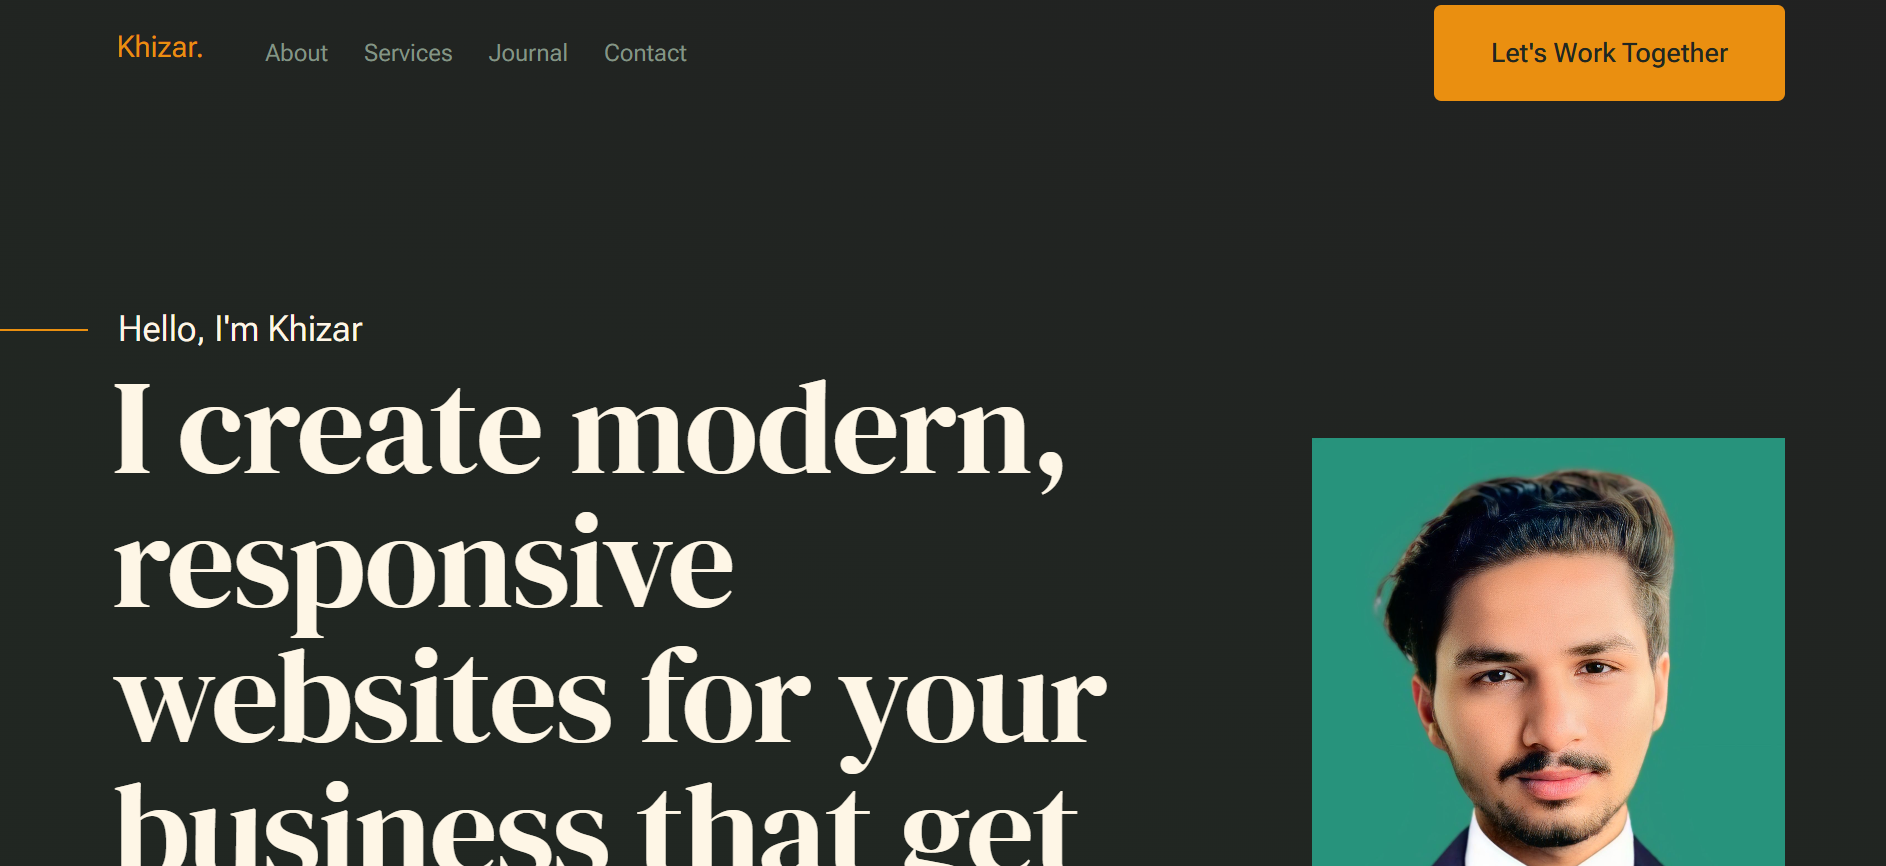 Khizar.
About
Services
Journal
Contact
Let's Work Together
Hello, I'm Khizar
I create modern,
responsive
websites for your
business that get